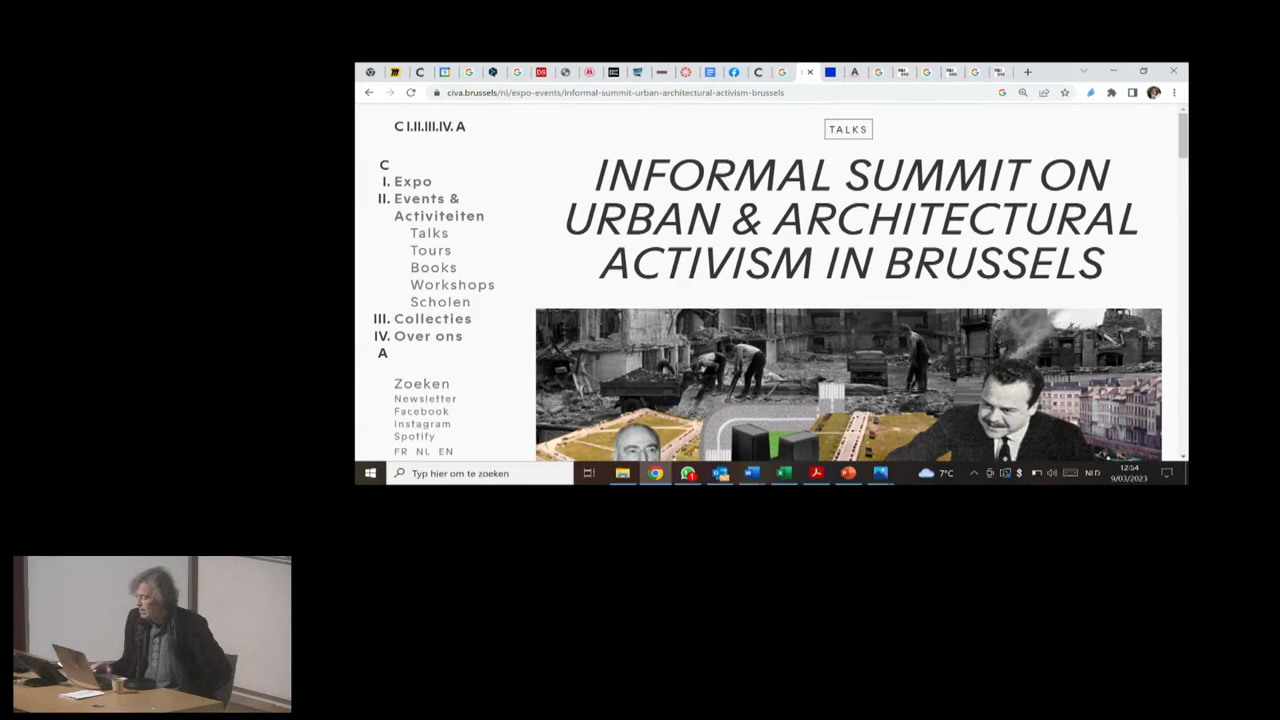 civa.brussels/nl/expo-events/informal-summit-urban-architectural-activism-brussels
C I.II.III.IV. A
C
I. Expo
II. Events &
Activiteiten
Talks
Tours
Books
Workshops
Scholen
III. Collecties
IV. Over ons
A
Zoeken
Newsletter
Facebook
Instagram
Spotify
FR NL EN
TALKS
INFORMAL SUMMIT ON
URBAN & ARCHITECTURAL
ACTIVISM IN BRUSSELS
Typ hier om te zoeken
7°C
NLD
12:54
9/03/2023